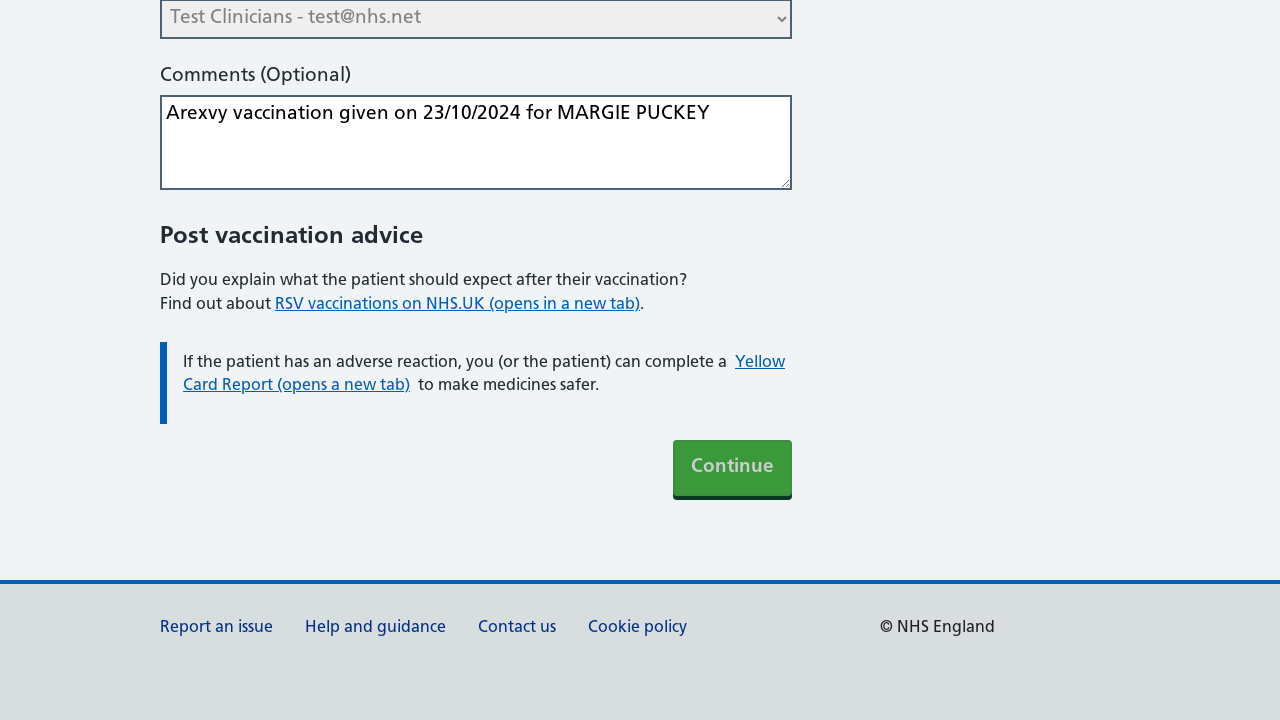 Test Clinicians - test@nhs.net
Comments (Optional)
Arexvy vaccination given on 23/10/2024 for MARGIE PUCKEY
Post vaccination advice
Did you explain what the patient should expect after their vaccination?
Find out about RSV vaccinations on NHS.UK (opens in a new tab).
If the patient has an adverse reaction, you (or the patient) can complete a Yellow
Card Report (opens a new tab) to make medicines safer.
Continue
Report an issue Help and guidance Contact us Cookie policy © NHS England